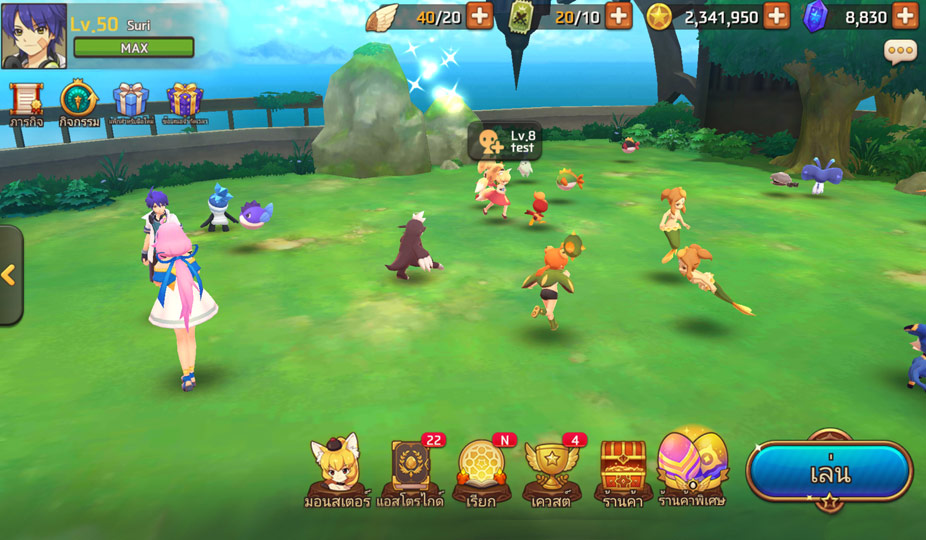 Lv.50 Suri
MAX
40/20
20/10
2,341,950
8,830
ภารกิจ
กิจกรรม
Lv.8
test
22
N
4
มอนสเตอร์
แอสโตรไกด์
เรียก
เควสต์
ร้านค้า
ร้านค้าพิเศษ
เล่น